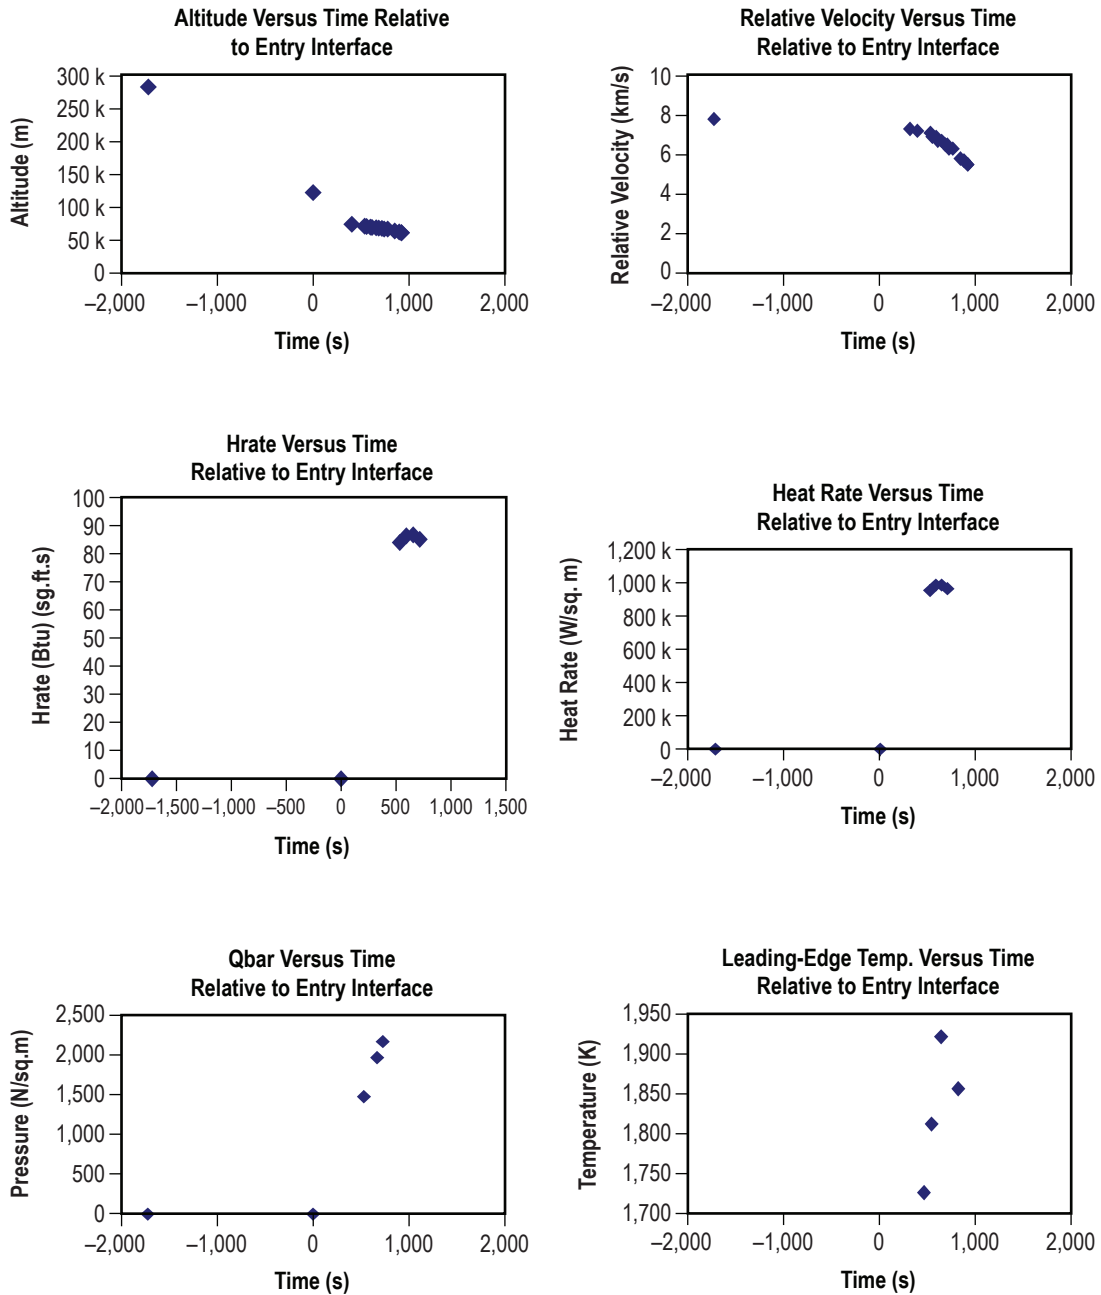 Altitude Versus Time Relative
to Entry Interface
300 k
250 k
200 k
150 k
100 k
50 k
0
Altitude (m)
–2,000 –1,000 0 1,000 2,000
Time (s)
Relative Velocity Versus Time
Relative to Entry Interface
10
8
6
4
2
0
Relative Velocity (km/s)
–2,000 –1,000 0 1,000 2,000
Time (s)
Hrate Versus Time
Relative to Entry Interface
100
90
80
70
60
50
40
30
20
10
0
Hrate (Btu) (sg.ft.s)
–2,000 –1,500 –1,000 –500 0 500 1,000 1,500
Time (s)
Heat Rate Versus Time
Relative to Entry Interface
1,200 k
1,000 k
800 k
600 k
400 k
200 k
0
Heat Rate (W/sq. m)
–2,000 –1,000 0 1,000 2,000
Time (s)
Qbar Versus Time
Relative to Entry Interface
2,500
2,000
1,500
1,000
500
0
Pressure (N/sq.m)
–2,000 –1,000 0 1,000 2,000
Time (s)
Leading-Edge Temp. Versus Time
Relative to Entry Interface
1,950
1,900
1,850
1,800
1,750
1,700
Temperature (K)
–2,000 –1,000 0 1,000 2,000
Time (s)